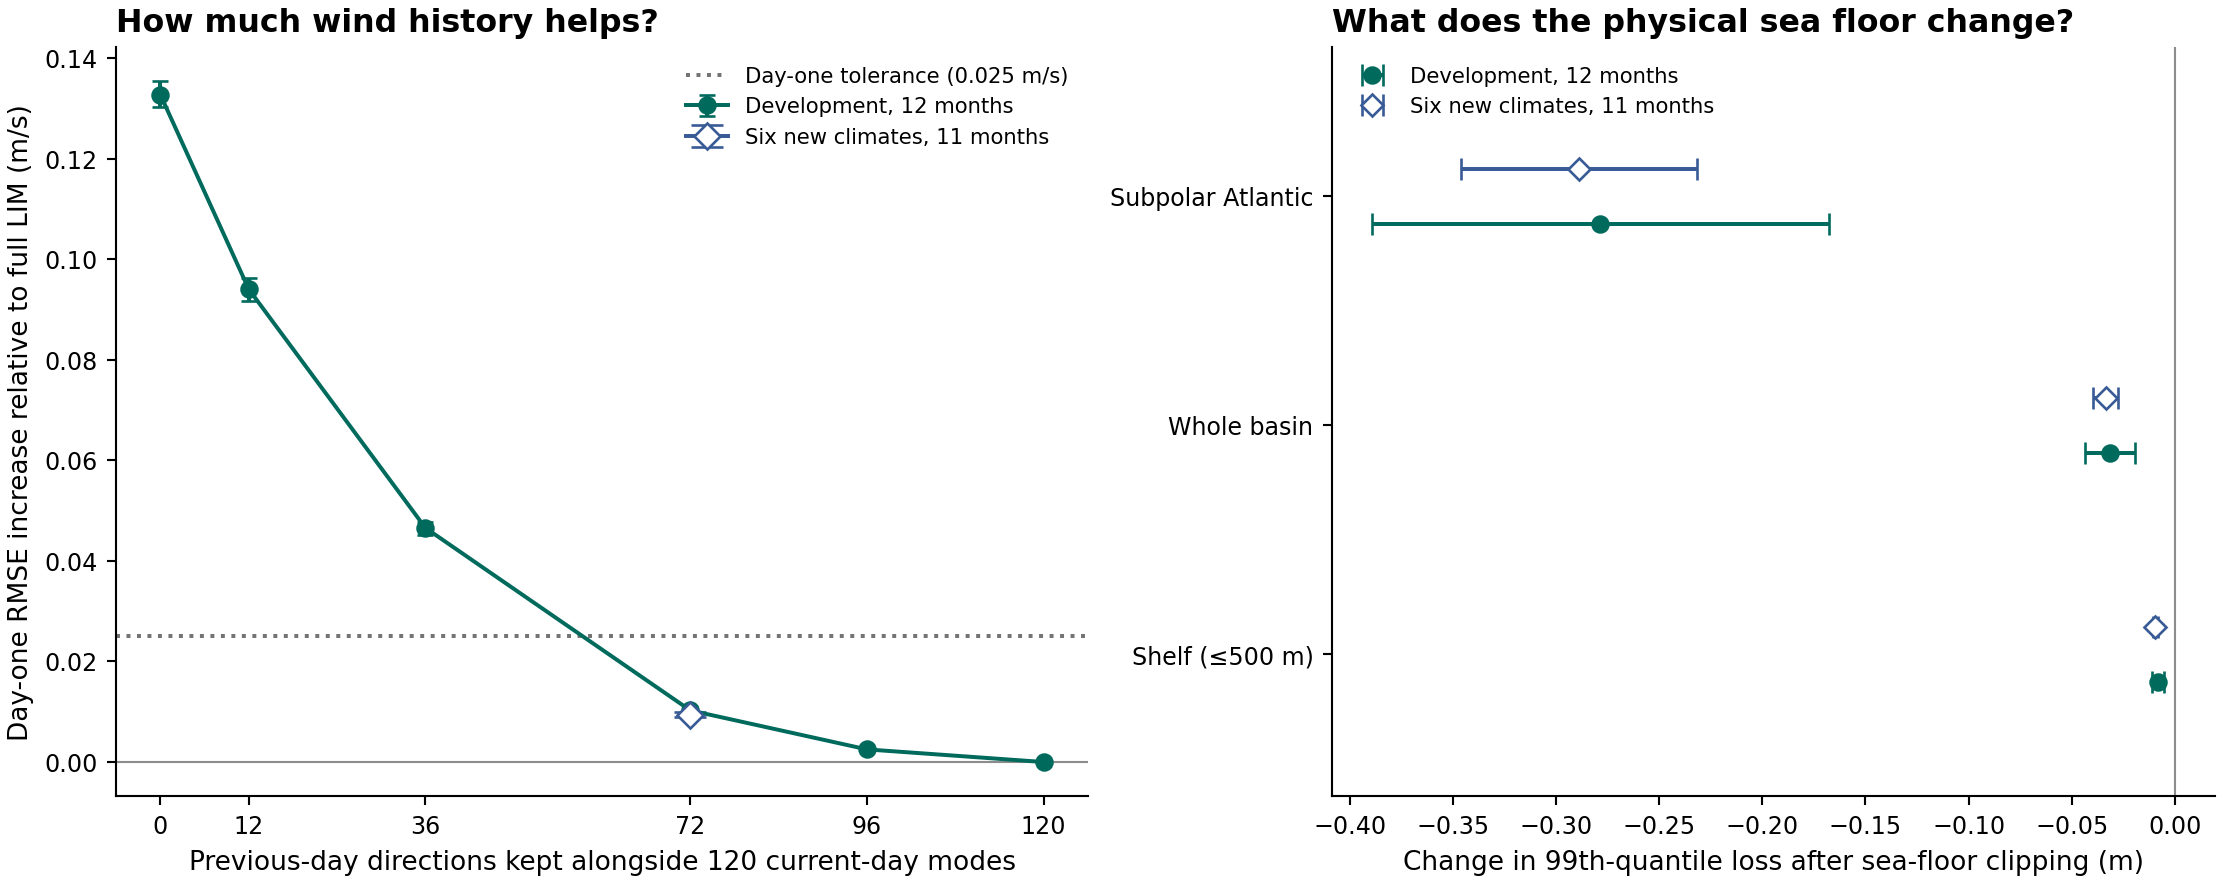 How much wind history helps?
Day-one RMSE increase relative to full LIM (m/s)
0.14
0.12
0.10
0.08
0.06
0.04
0.02
0.00
Day-one tolerance (0.025 m/s)
Development, 12 months
Six new climates, 11 months
0 12 36 72 96 120
Previous-day directions kept alongside 120 current-day modes
What does the physical sea floor change?
Development, 12 months
Six new climates, 11 months
Subpolar Atlantic
Whole basin
Shelf (≤500 m)
−0.40 −0.35 −0.30 −0.25 −0.20 −0.15 −0.10 −0.05 0.00
Change in 99th-quantile loss after sea-floor clipping (m)